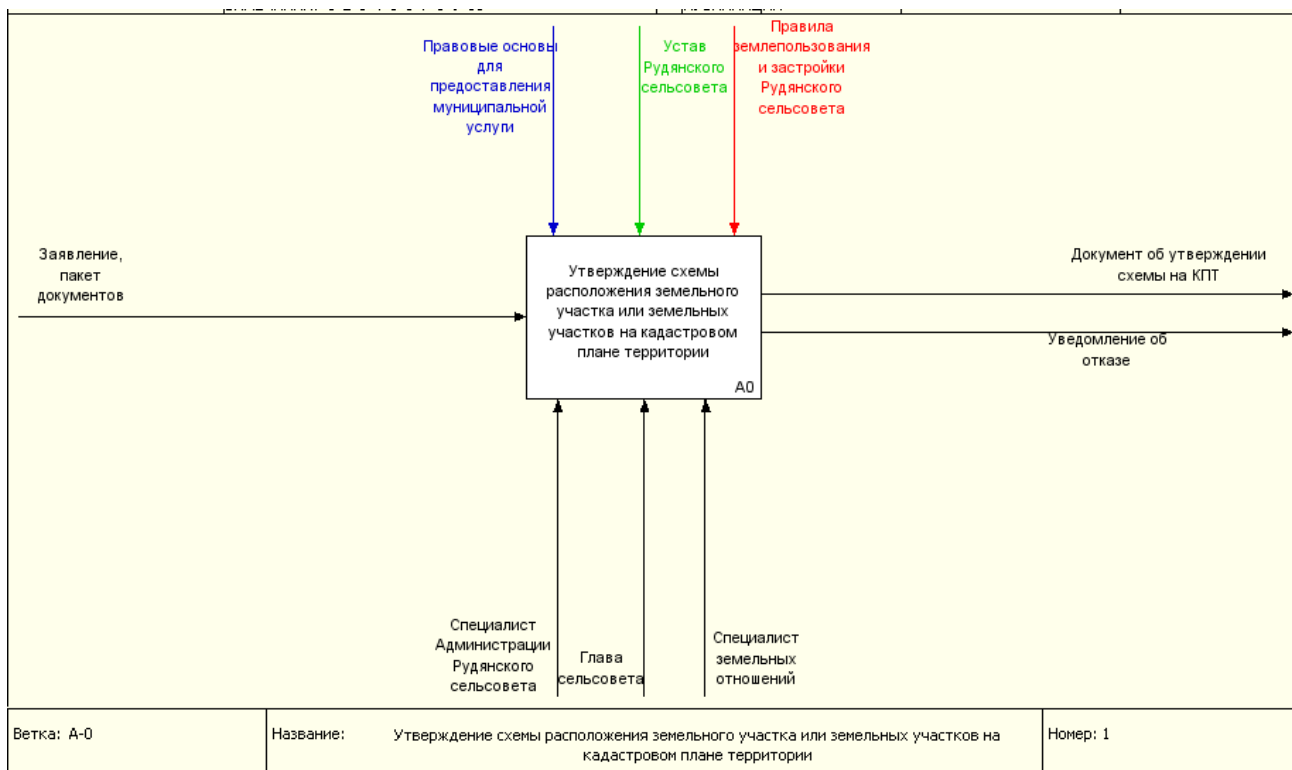 Правовые основы
для
предоставления
муниципальной
услуги
Устав
Рудянского
сельсовета
Правила
землепользования
и застройки
Рудянского
сельсовета
Заявление,
пакет
документов
Утверждение схемы
расположения земельного
участка или земельных
участков на кадастровом
плане территории
A0
Документ об утверждении
схемы на КПТ
Уведомление об
отказе
Специалист
Администрации
Рудянского
сельсовета
Глава
сельсовета
Специалист
земельных
отношений
Ветка: A-0
Название:
Утверждение схемы расположения земельного участка или земельных участков на
кадастровом плане территории
Номер: 1